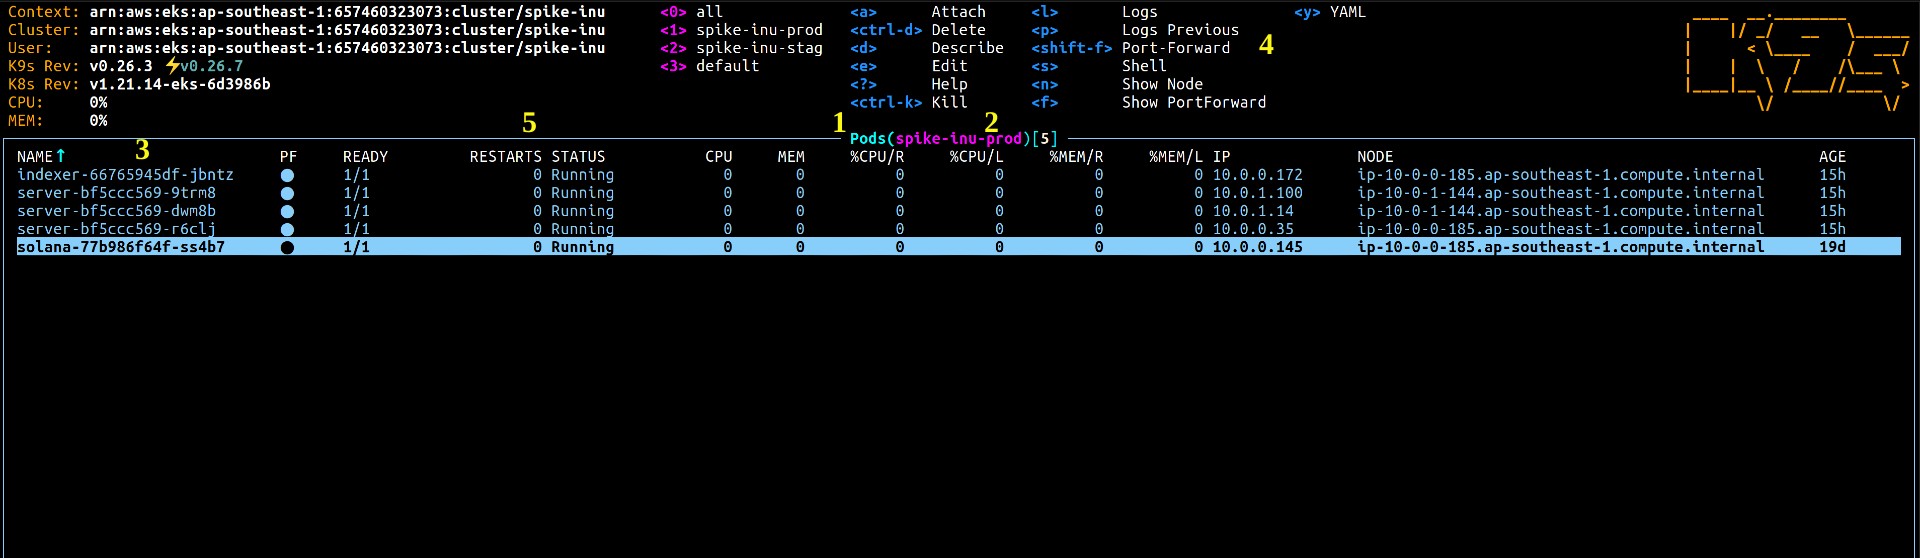 Context: arn:aws:eks:ap-southeast-1:657460323073:cluster/spike-inu <0> all <a> Attach <l> Logs <y> YAML
Cluster: arn:aws:eks:ap-southeast-1:657460323073:cluster/spike-inu <1> spike-inu-prod <ctrl-d> Delete <p> Logs Previous
User: arn:aws:eks:ap-southeast-1:657460323073:cluster/spike-inu <2> spike-inu-stag <d> Describe <shift-f> Port-Forward 4
K9s Rev: v0.26.3 ⚡v0.26.7 <3> default <e> Edit <s> Shell
K8s Rev: v1.21.14-eks-6d3986b <?> Help <n> Show Node
CPU: 0% <ctrl-k> Kill <f> Show PortForward
MEM: 0%
5 1 2
Pods(spike-inu-prod)[5]
3
NAME↑ PF READY RESTARTS STATUS CPU MEM %CPU/R %CPU/L %MEM/R %MEM/L IP NODE AGE
indexer-66765945df-jbntz ● 1/1 0 Running 0 0 0 0 0 0 10.0.0.172 ip-10-0-0-185.ap-southeast-1.compute.internal 15h
server-bf5ccc569-9trm8 ● 1/1 0 Running 0 0 0 0 0 0 10.0.1.100 ip-10-0-1-144.ap-southeast-1.compute.internal 15h
server-bf5ccc569-dwm8b ● 1/1 0 Running 0 0 0 0 0 0 10.0.1.14 ip-10-0-1-144.ap-southeast-1.compute.internal 15h
server-bf5ccc569-r6clj ● 1/1 0 Running 0 0 0 0 0 0 10.0.0.35 ip-10-0-0-185.ap-southeast-1.compute.internal 15h
solana-77b986f64f-ss4b7 ● 1/1 0 Running 0 0 0 0 0 0 10.0.0.145 ip-10-0-0-185.ap-southeast-1.compute.internal 19d